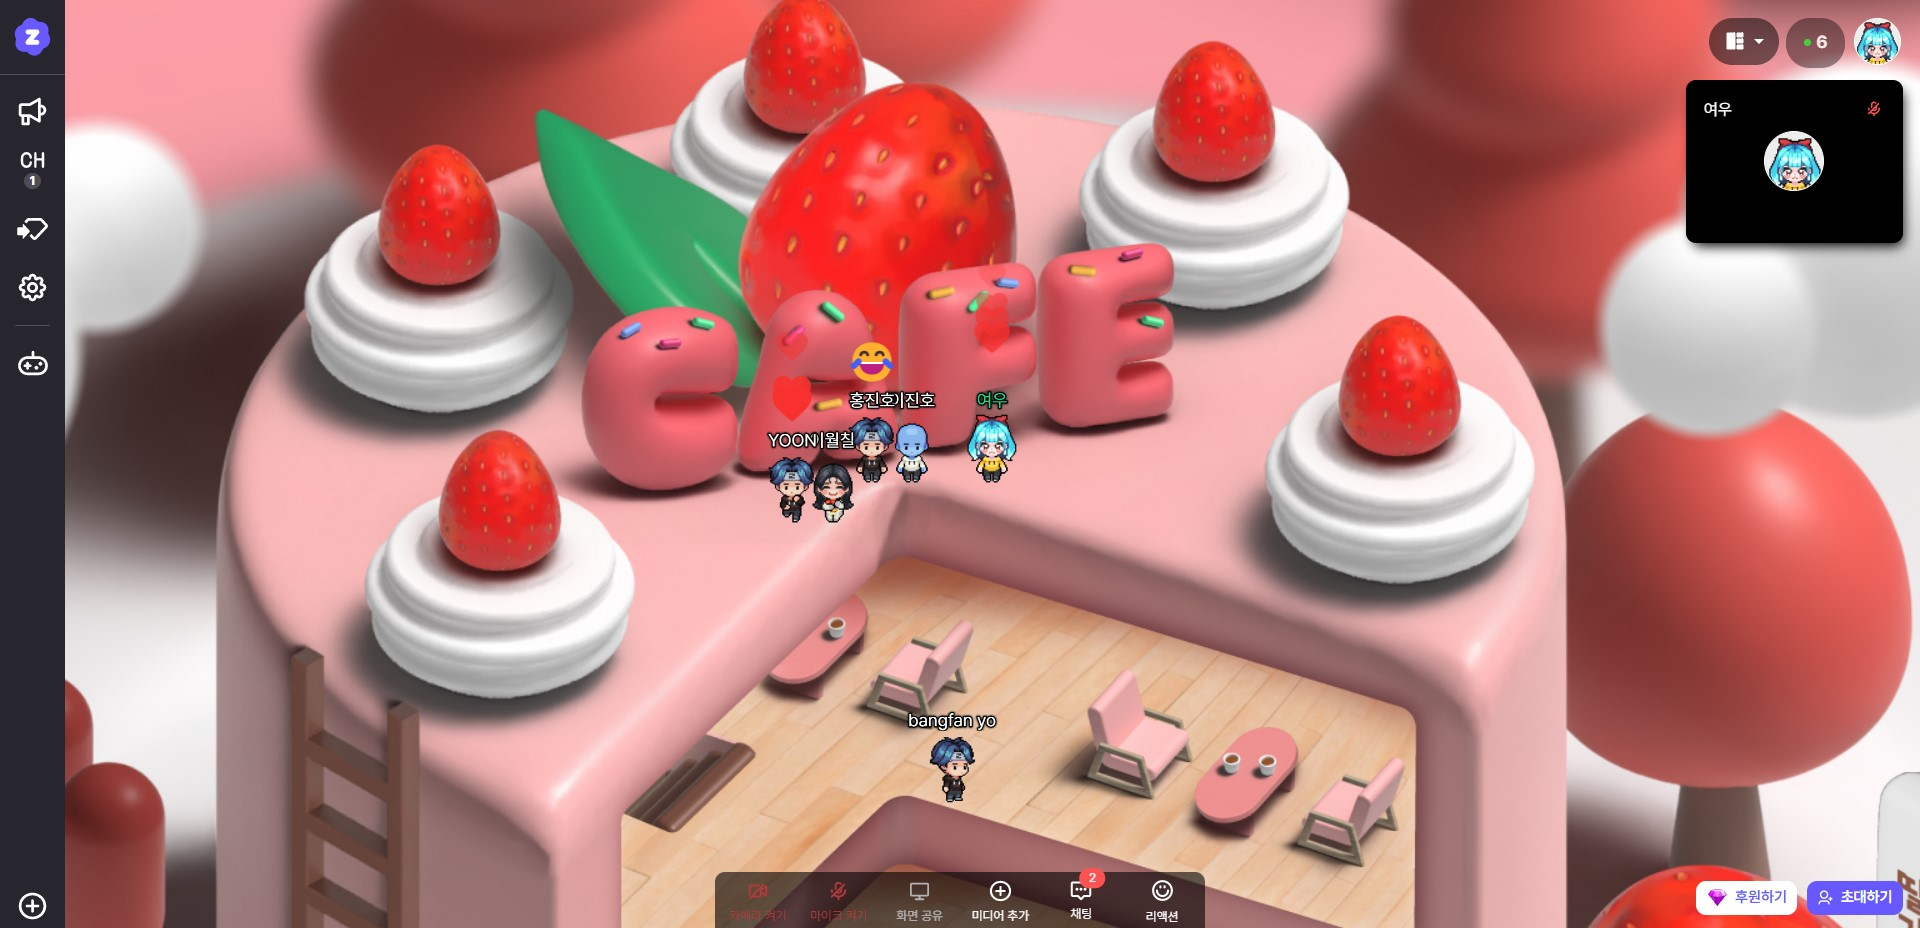 Z
CH
1
6
여우
CAFE
홍진호
이진호
여우
YOON
이월칠
bangfan yo
카메라 켜기
마이크 켜기
화면 공유
미디어 추가
2
채팅
리액션
후원하기
초대하기